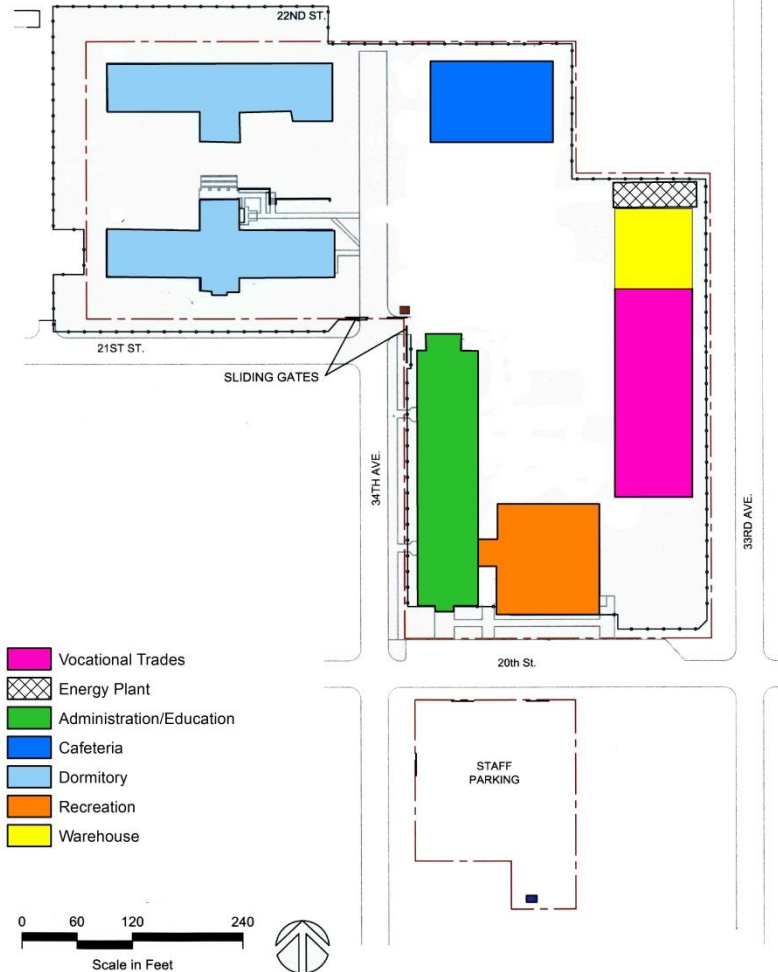 22ND ST.
21ST ST.
SLIDING GATES
34TH AVE.
33RD AVE.
20th St.
Vocational Trades
Energy Plant
Administration/Education
Cafeteria
Dormitory
Recreation
Warehouse
STAFF
PARKING
0 60 120 240
Scale in Feet